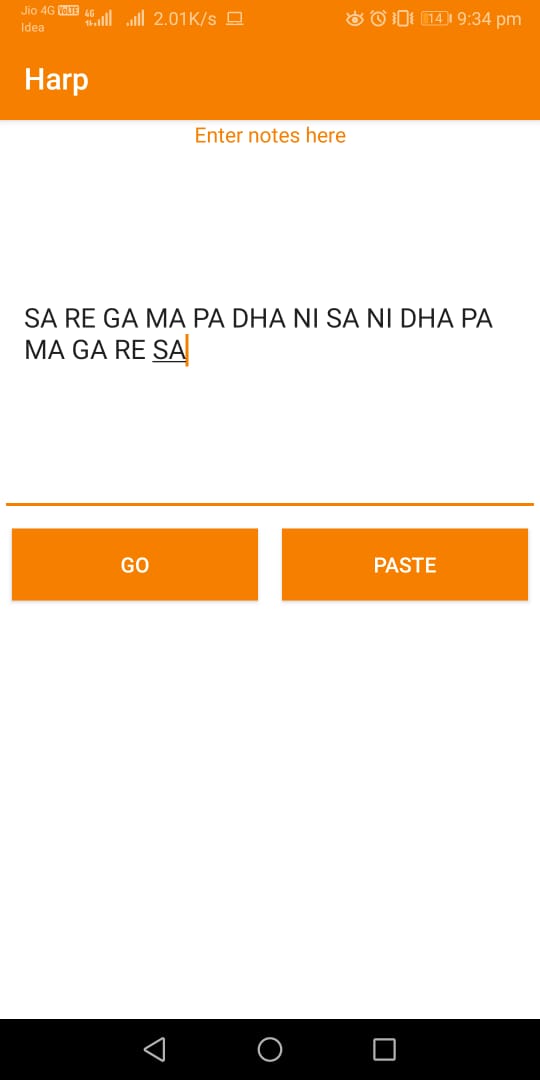 Jio 4G VoLTE 4G 2.01K/s 14 9:34 pm
Idea
Harp
Enter notes here
SA RE GA MA PA DHA NI SA NI DHA PA
MA GA RE SA
GO PASTE